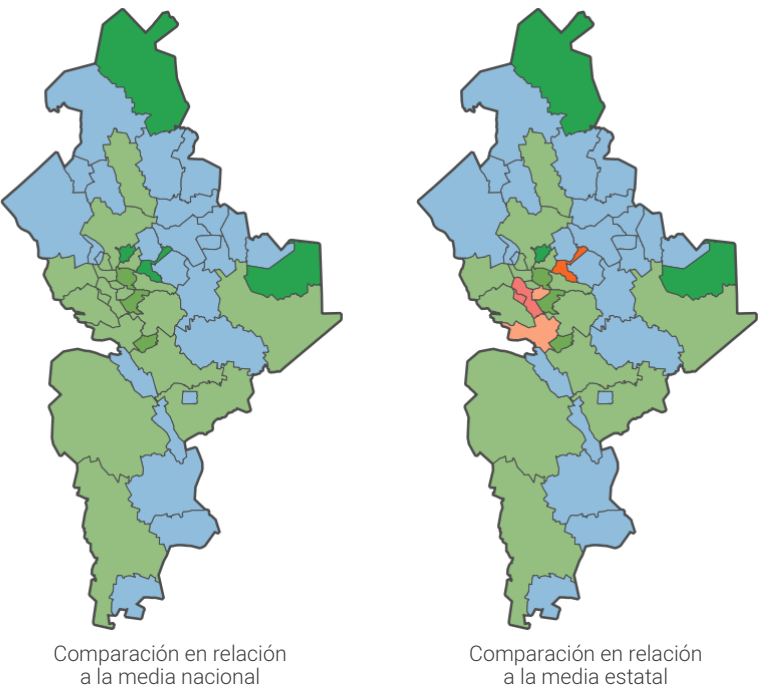 Comparación en relación
a la media nacional
Comparación en relación
a la media estatal